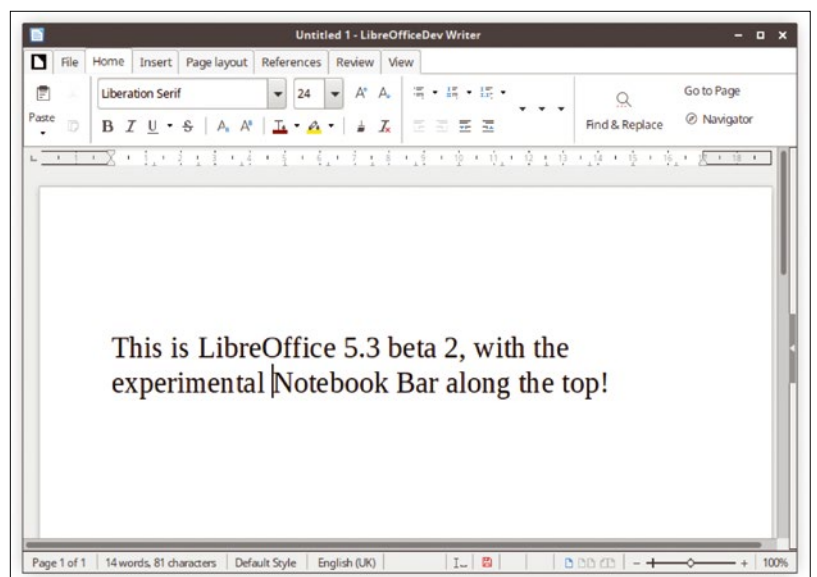 Untitled 1 - LibreOfficeDev Writer
File Home Insert Page layout References Review View
Liberation Serif 24
Go to Page
Paste
Find & Replace
Navigator
This is LibreOffice 5.3 beta 2, with the
experimental Notebook Bar along the top!
Page 1 of 1 14 words, 81 characters Default Style English (UK) 100%